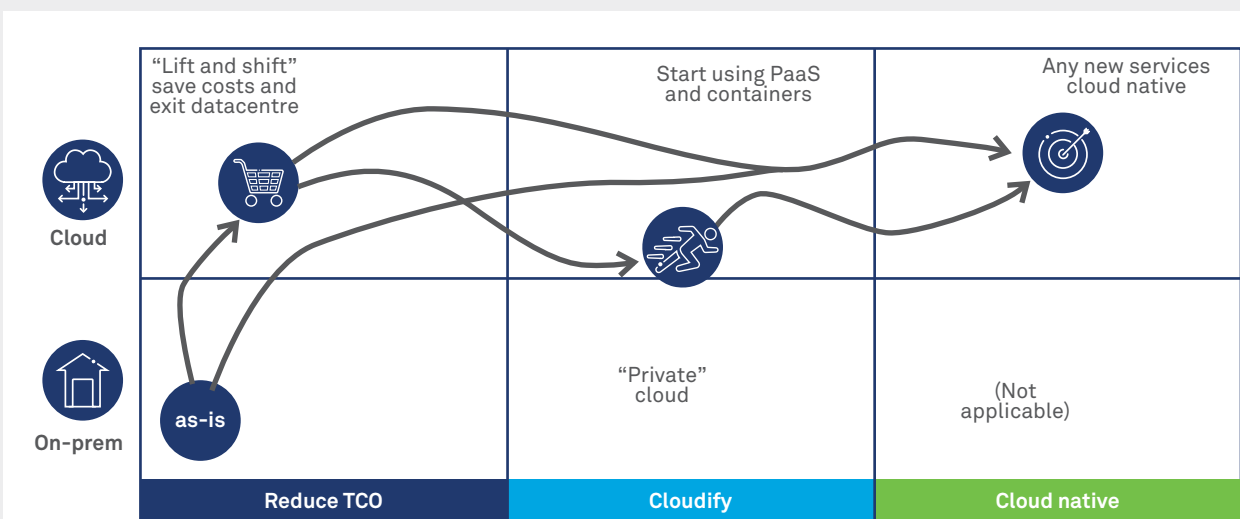 “Lift and shift”
save costs and
exit datacentre
Start using PaaS
and containers
Any new services
cloud native
Cloud
“Private”
cloud
(Not
applicable)
as-is
On-prem
Reduce TCO
Cloudify
Cloud native